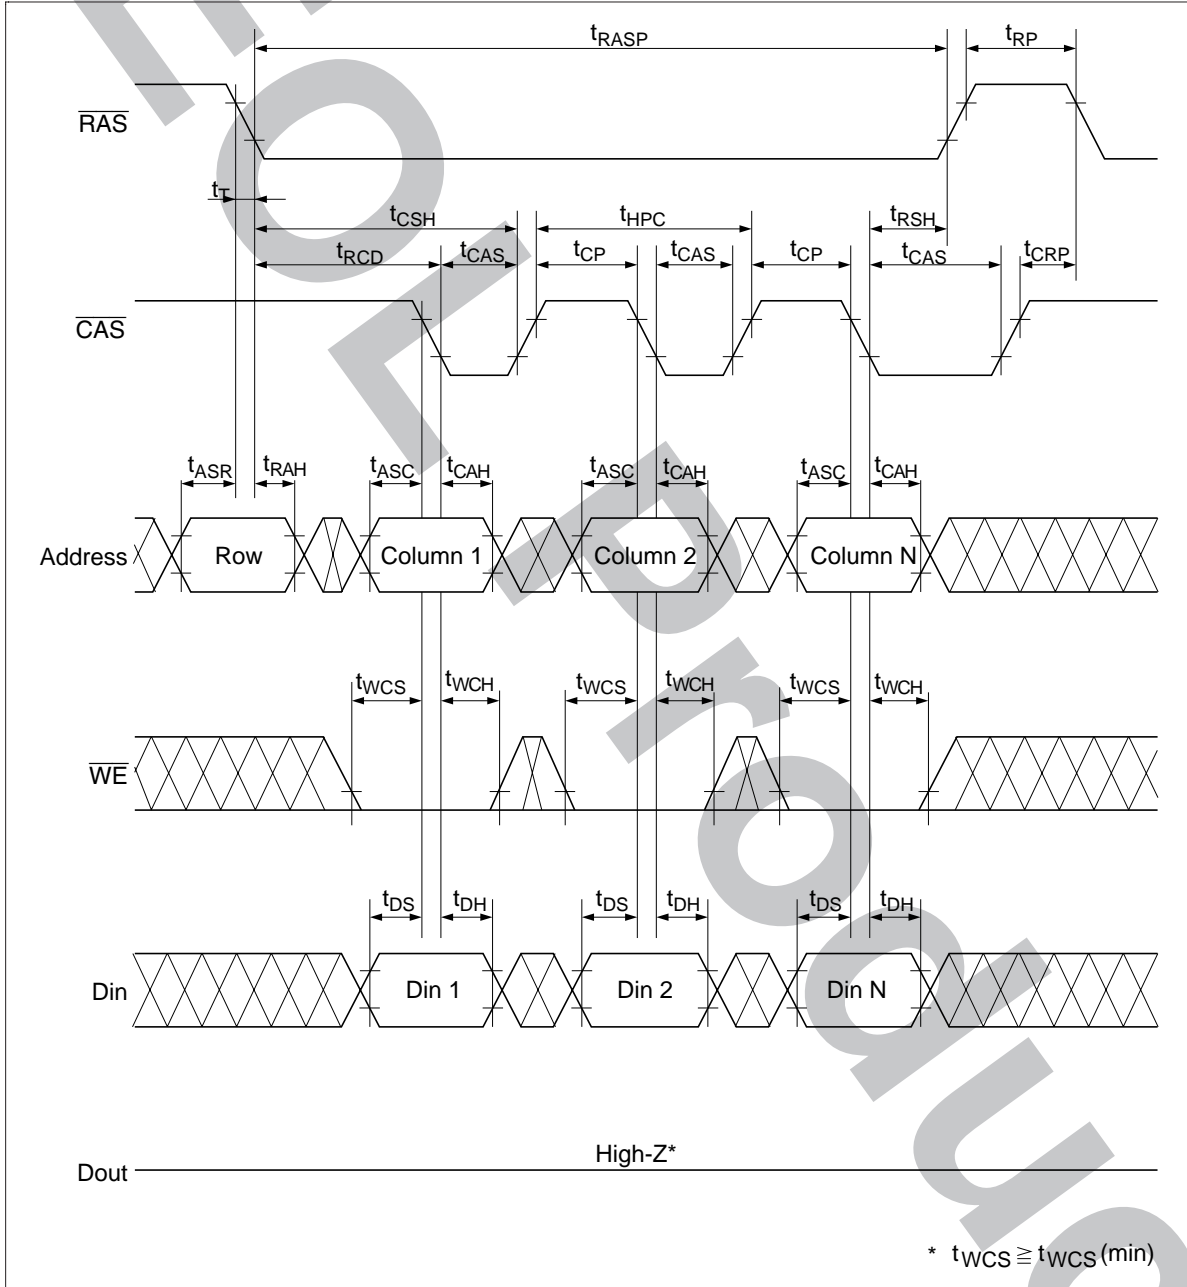 tRASP tRP
RAS
tT
tCSH tHPC tRSH
tRCD tCAS tCP tCAS tCP tCAS tCRP
CAS
tASR tRAH tASC tCAH tASC tCAH tASC tCAH
Address Row Column 1 Column 2 Column N
tWCS tWCH tWCS tWCH tWCS tWCH
WE
tDS tDH tDS tDH tDS tDH
Din Din 1 Din 2 Din N
High-Z*
Dout
* tWCS ≧ tWCS (min)
EOL Produc